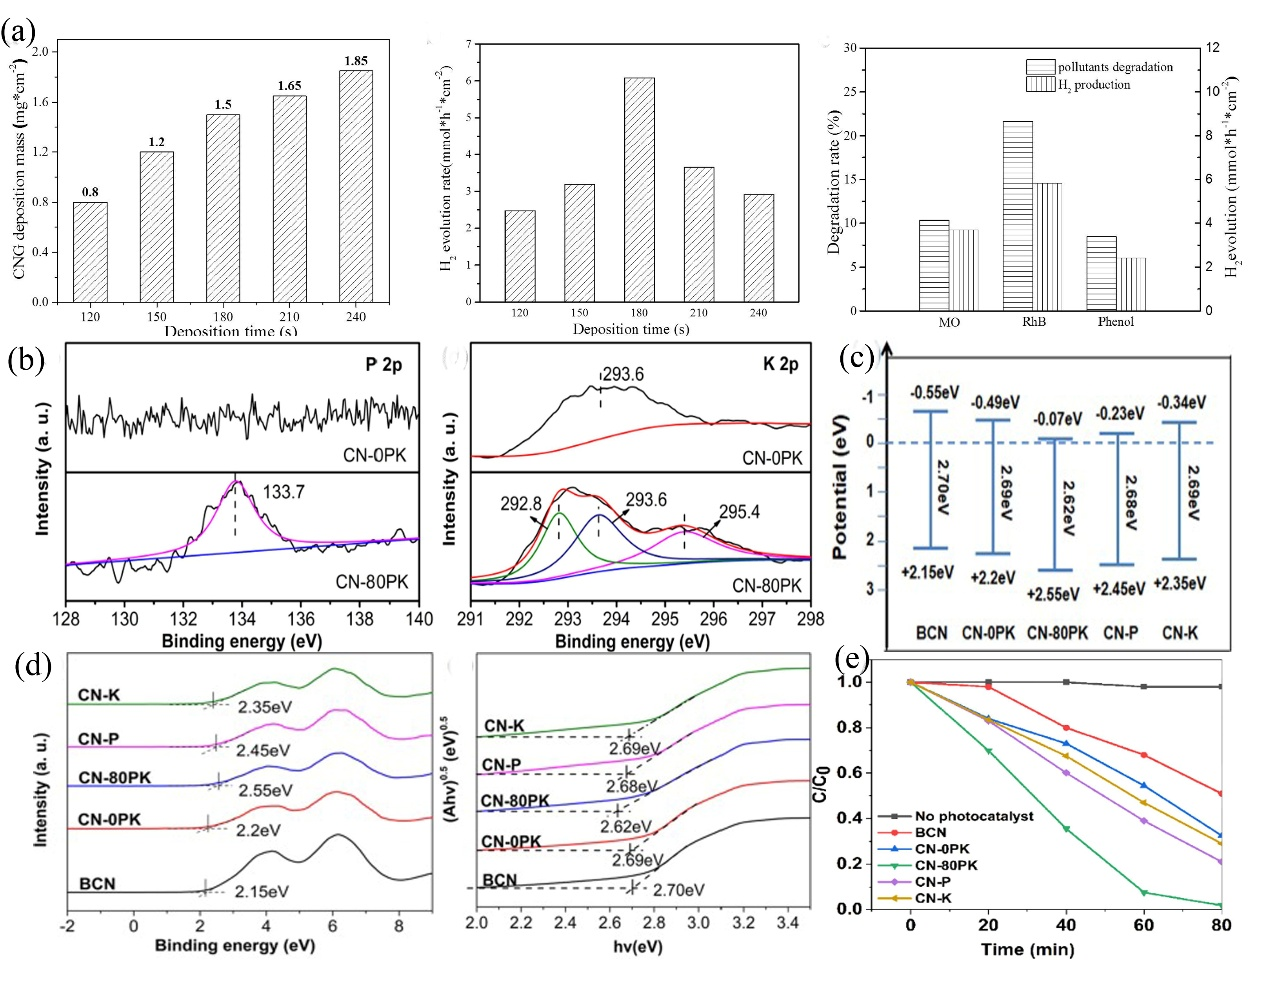 (a)
CNG deposition mass (mg*cm-2)
2.0
1.6
1.2
0.8
0.4
0.0
0.8
1.2
1.5
1.65
1.85
120 150 180 210 240
Deposition time (s)
H2 evolution rate(mmol*h-1*cm-2)
7
6
5
4
3
2
1
0
120 150 180 210 240
Deposition time (s)
Degradation rate (%)
30
25
20
15
10
5
0
pollutants degradation
H2 production
MO RhB Phenol
12
10
8
6
4
2
0
H2evolution (mmol*h-1*cm-2)
(b)
Intensity (a. u.)
P 2p
CN-0PK
133.7
CN-80PK
128 130 132 134 136 138 140
Binding energy (eV)
Intensity (a. u.)
K 2p
293.6
CN-0PK
292.8
293.6
295.4
CN-80PK
291 292 293 294 295 296 297 298
Binding energy (eV)
(c)
Potential (eV)
-1
0
1
2
3
-0.55eV -0.49eV -0.07eV -0.23eV -0.34eV
2.70eV 2.69eV 2.62eV 2.68eV 2.69eV
+2.15eV +2.2eV +2.55eV +2.45eV +2.35eV
BCN CN-0PK CN-80PK CN-P CN-K
(d)
Intensity (a. u.)
CN-K
2.35eV
CN-P
2.45eV
CN-80PK
2.55eV
CN-0PK
2.2eV
BCN
2.15eV
-2 0 2 4 6 8
Binding energy (eV)
(Ahv)0.5 (eV)0.5
CN-K
2.69eV
CN-P
2.68eV
CN-80PK
2.62eV
CN-0PK
2.69eV
BCN
2.70eV
2.0 2.2 2.4 2.6 2.8 3.0 3.2 3.4
hv(eV)
(e)
C/C0
1.0
0.8
0.6
0.4
0.2
0.0
No photocatalyst
BCN
CN-0PK
CN-80PK
CN-P
CN-K
0 20 40 60 80
Time (min)